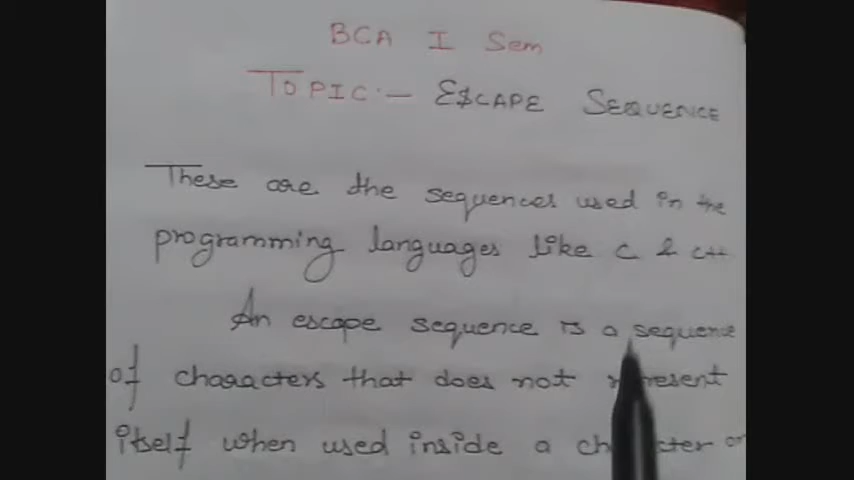 BCA I Sem
TOPIC:- ESCAPE SEQUENCE
These are the sequences used in the
programming languages like c & c++
An escape sequence is a sequence
of characters that does not represent
itself when used inside a character or